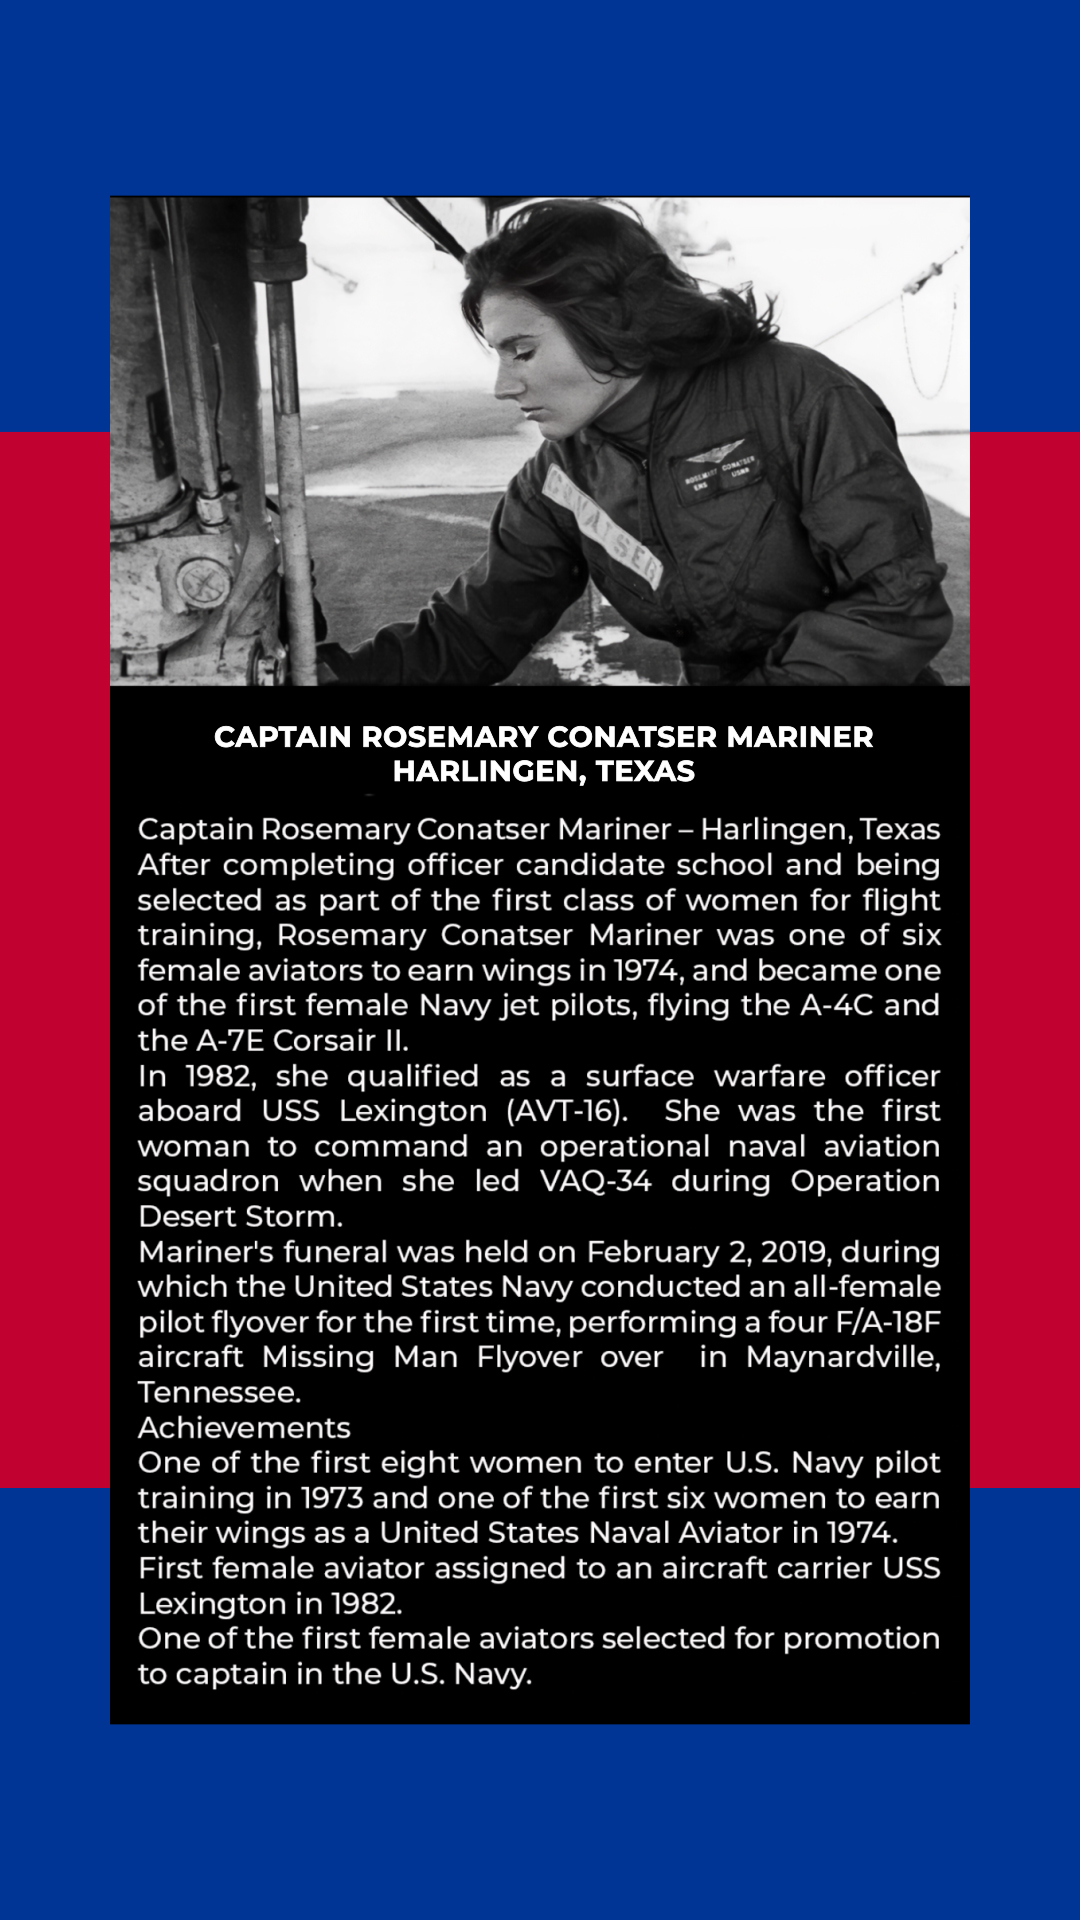 ROSEMARY CONATSER
ENS USNR
CONATSER
CAPTAIN ROSEMARY CONATSER MARINER
HARLINGEN, TEXAS
Captain Rosemary Conatser Mariner – Harlingen, Texas
After completing officer candidate school and being
selected as part of the first class of women for flight
training, Rosemary Conatser Mariner was one of six
female aviators to earn wings in 1974, and became one
of the first female Navy jet pilots, flying the A-4C and
the A-7E Corsair II.
In 1982, she qualified as a surface warfare officer
aboard USS Lexington (AVT-16). She was the first
woman to command an operational naval aviation
squadron when she led VAQ-34 during Operation
Desert Storm.
Mariner's funeral was held on February 2, 2019, during
which the United States Navy conducted an all-female
pilot flyover for the first time, performing a four F/A-18F
aircraft Missing Man Flyover over in Maynardville,
Tennessee.
Achievements
One of the first eight women to enter U.S. Navy pilot
training in 1973 and one of the first six women to earn
their wings as a United States Naval Aviator in 1974.
First female aviator assigned to an aircraft carrier USS
Lexington in 1982.
One of the first female aviators selected for promotion
to captain in the U.S. Navy.